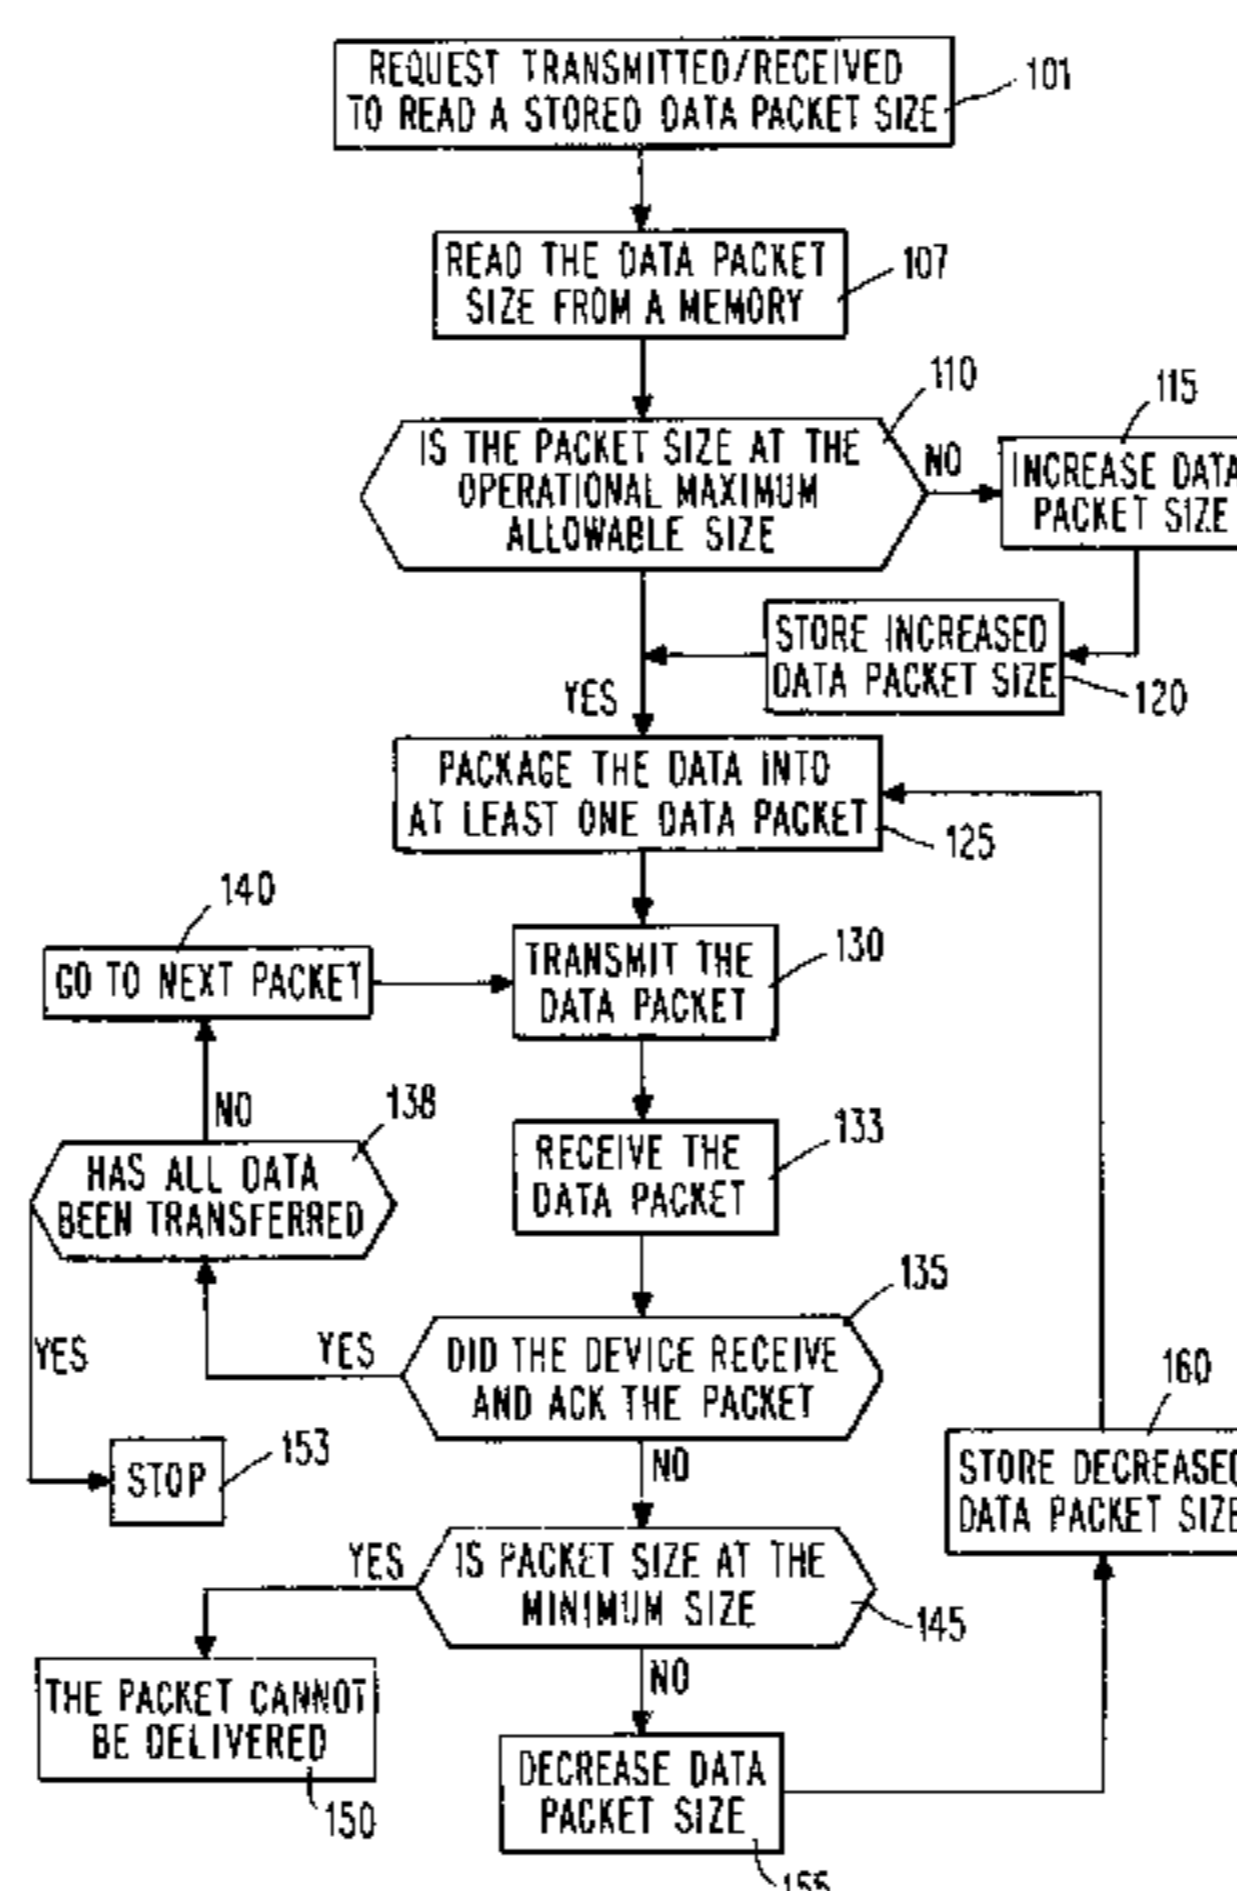 REQUEST TRANSMITTED/RECEIVED
TO READ A STORED DATA PACKET SIZE
101
READ THE DATA PACKET
SIZE FROM A MEMORY
107
110
IS THE PACKET SIZE AT THE
OPERATIONAL MAXIMUM
ALLOWABLE SIZE
NO
115
INCREASE DATA
PACKET SIZE
STORE INCREASED
DATA PACKET SIZE
120
YES
PACKAGE THE DATA INTO
AT LEAST ONE DATA PACKET
125
140
GO TO NEXT PACKET
TRANSMIT THE
DATA PACKET
130
NO
138
HAS ALL DATA
BEEN TRANSFERRED
RECEIVE THE
DATA PACKET
133
YES
YES
135
DID THE DEVICE RECEIVE
AND ACK THE PACKET
160
STORE DECREASED
DATA PACKET SIZE
STOP
153
NO
YES
IS PACKET SIZE AT THE
MINIMUM SIZE
145
THE PACKET CANNOT
BE DELIVERED
150
NO
DECREASE DATA
PACKET SIZE
155